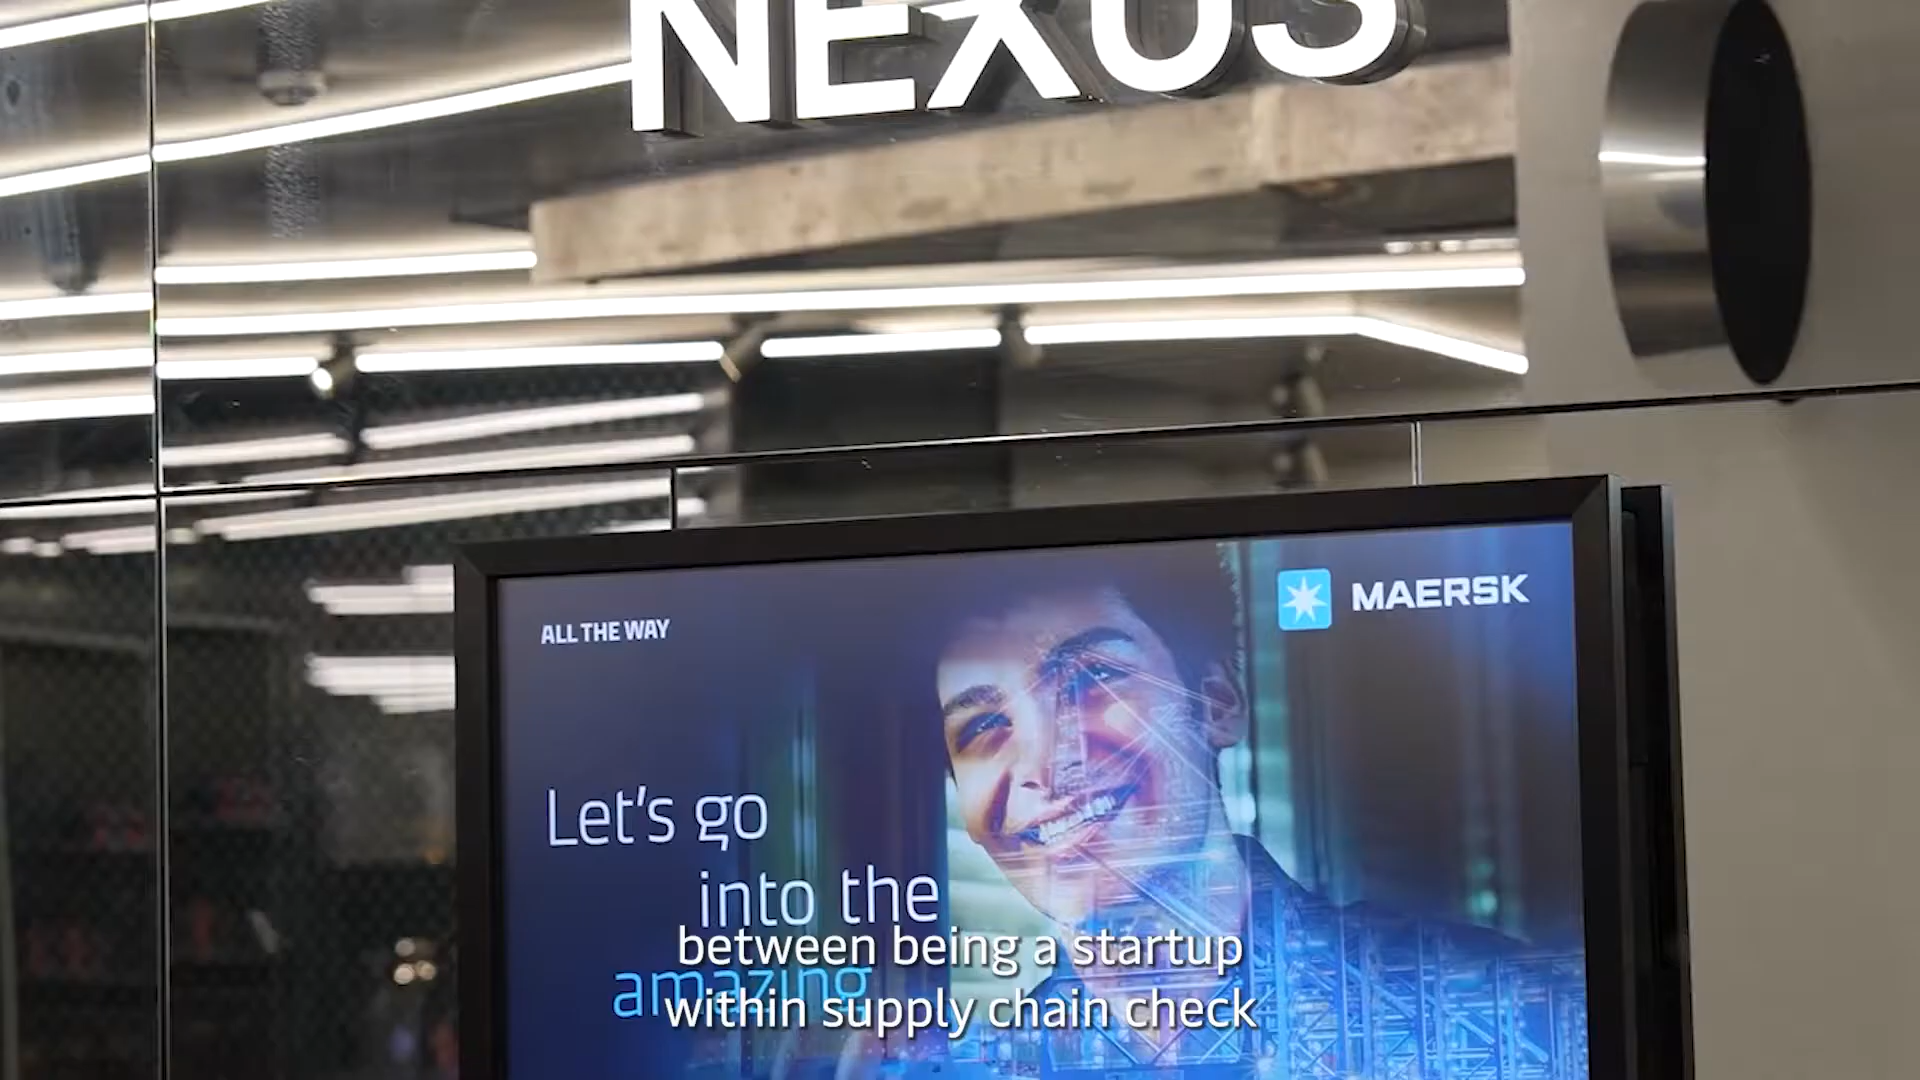 NEXUS
MAERSK
ALL THE WAY
Let's go
into the
amazing
between being a startup
within supply chain check